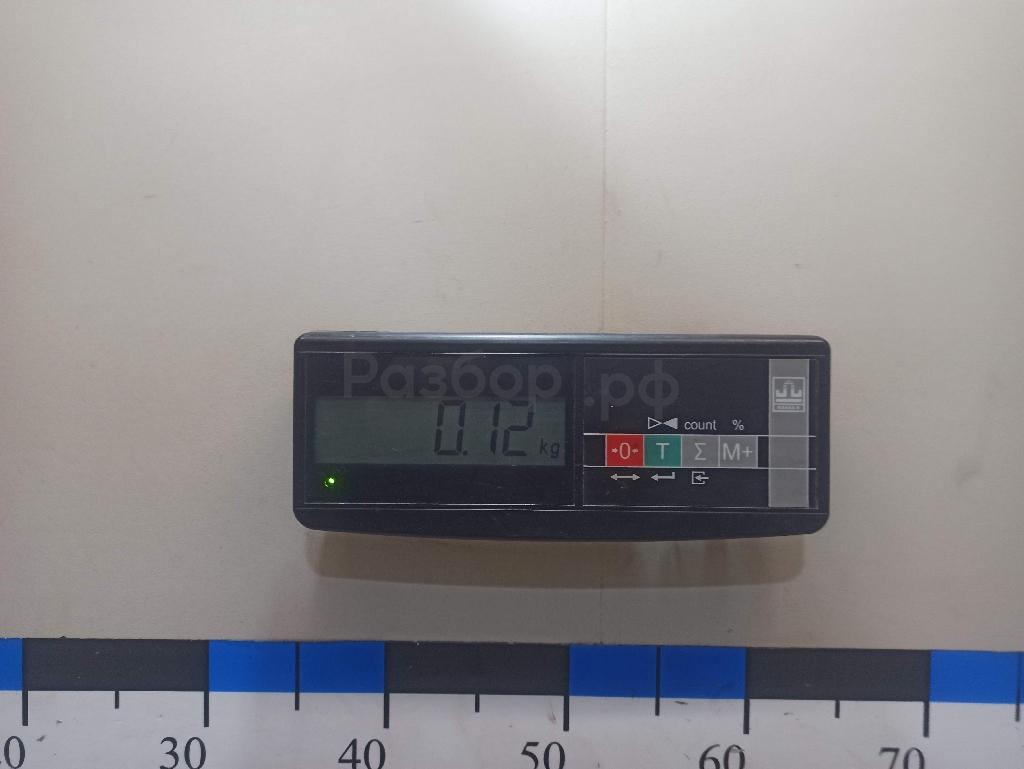 Разбор.рф
0.12 kg
count %
→0← T Σ M+
30 40 50 60 70